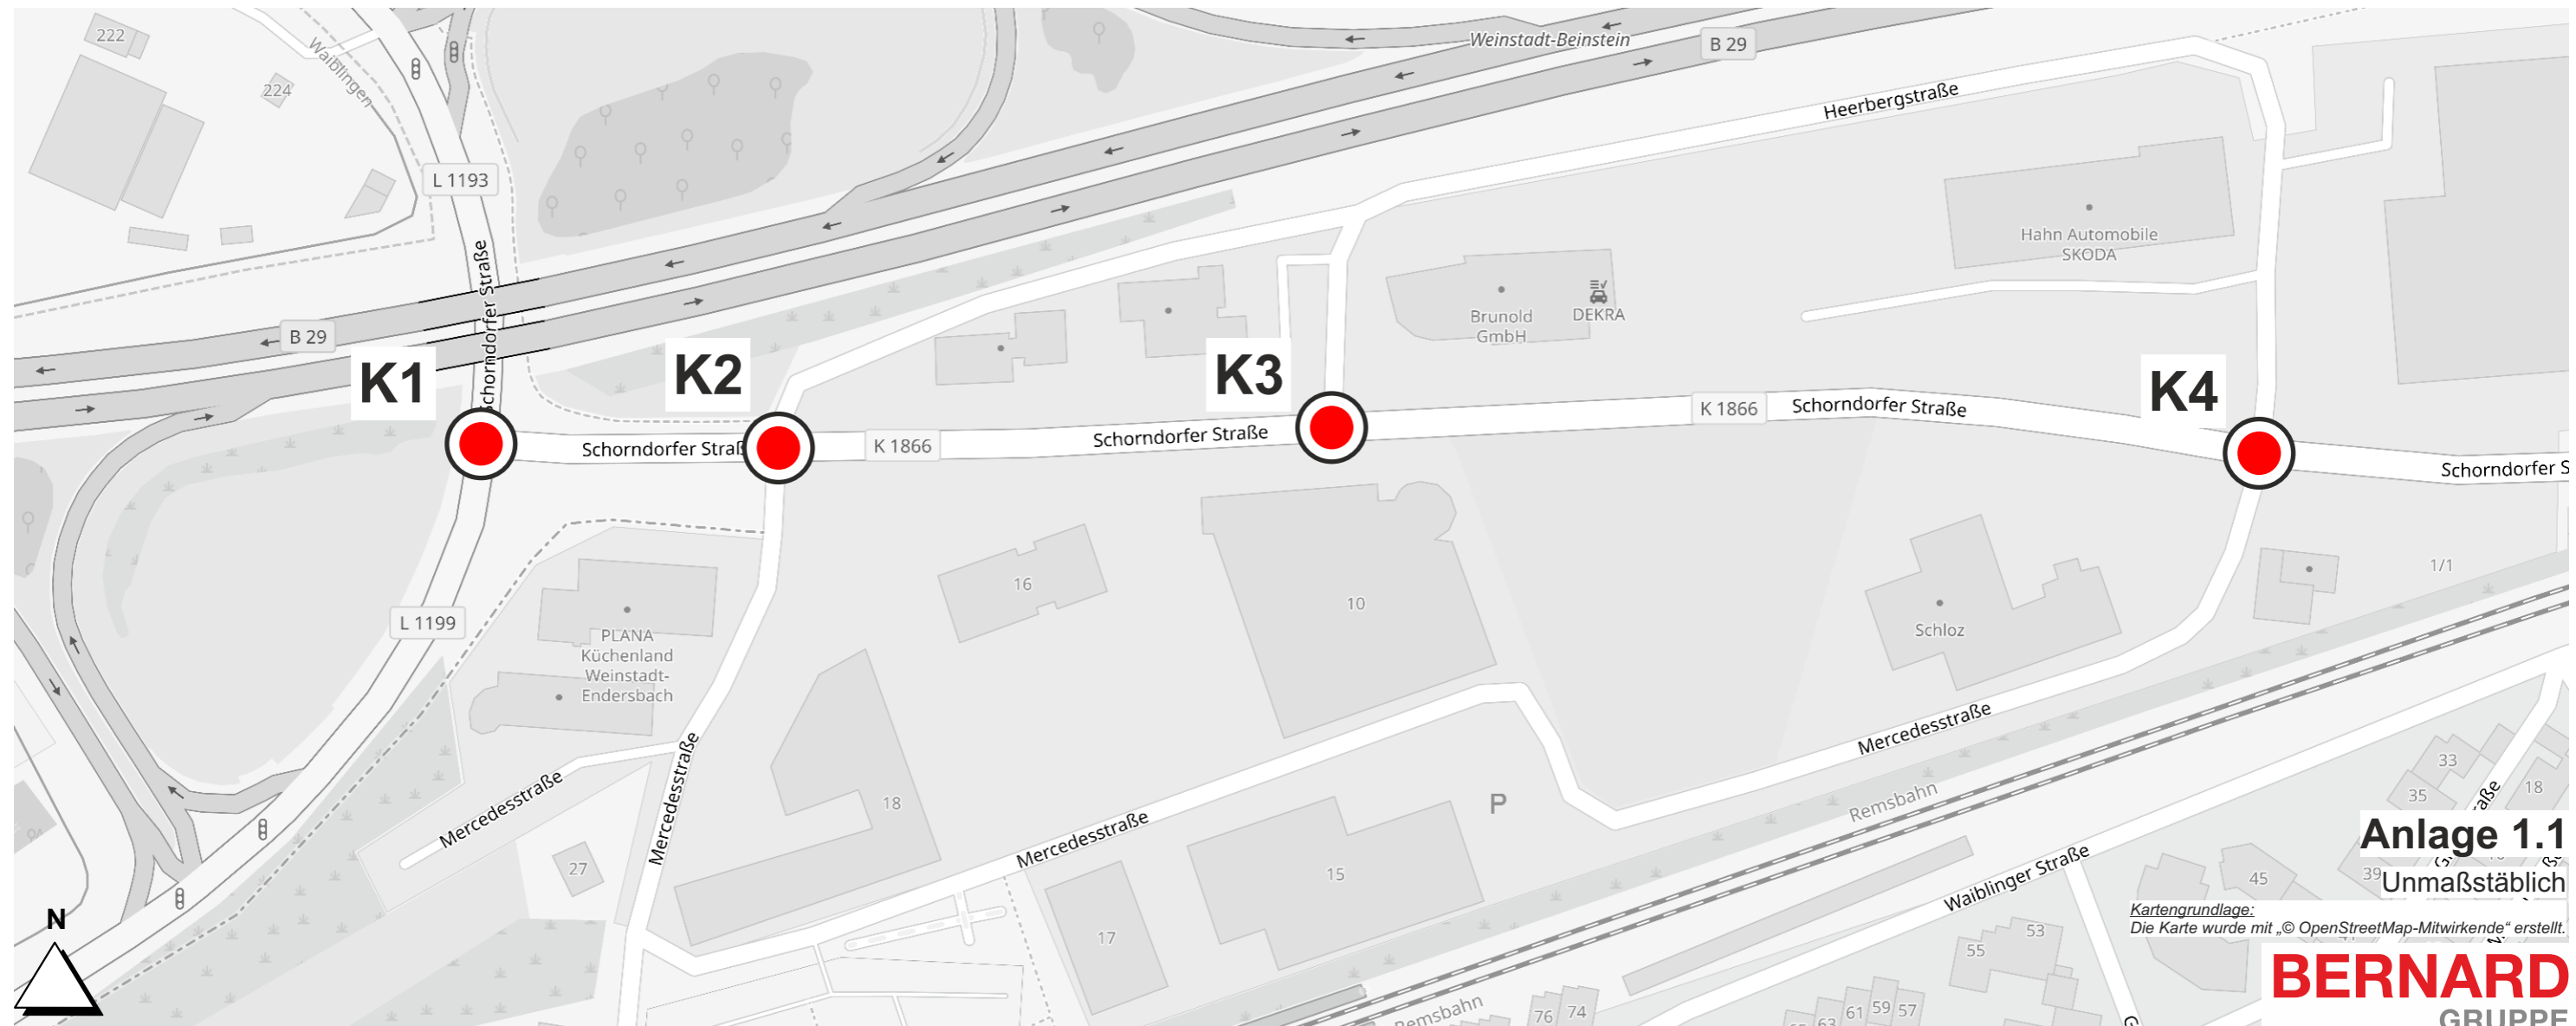 222
Waiblingen
224
L 1193
Weinstadt-Beinstein
B 29
Heerbergstraße
Hahn Automobile
SKODA
Schorndorfer Straße
B 29
Brunold
GmbH
DEKRA
K1
K2
K3
K4
K 1866
Schorndorfer Straße
Schorndorfer Straße
K 1866
Schorndorfer Straß
Schorndorfer S
L 1199
PLANA
Küchenland
Weinstadt-
Endersbach
16
10
Schloz
1/1
Mercedesstraße
Mercedesstraße
Mercedesstraße
Mercedesstraße
18
27
17
15
P
Remsbahn
Remsbahn
Waiblinger Straße
33
35
18
raße
39
45
53
55
57
59
61
63
74
76
N
Anlage 1.1
Unmaßstäblich
Kartengrundlage:
Die Karte wurde mit „© OpenStreetMap-Mitwirkende“ erstellt.
BERNARD
GRUPPE